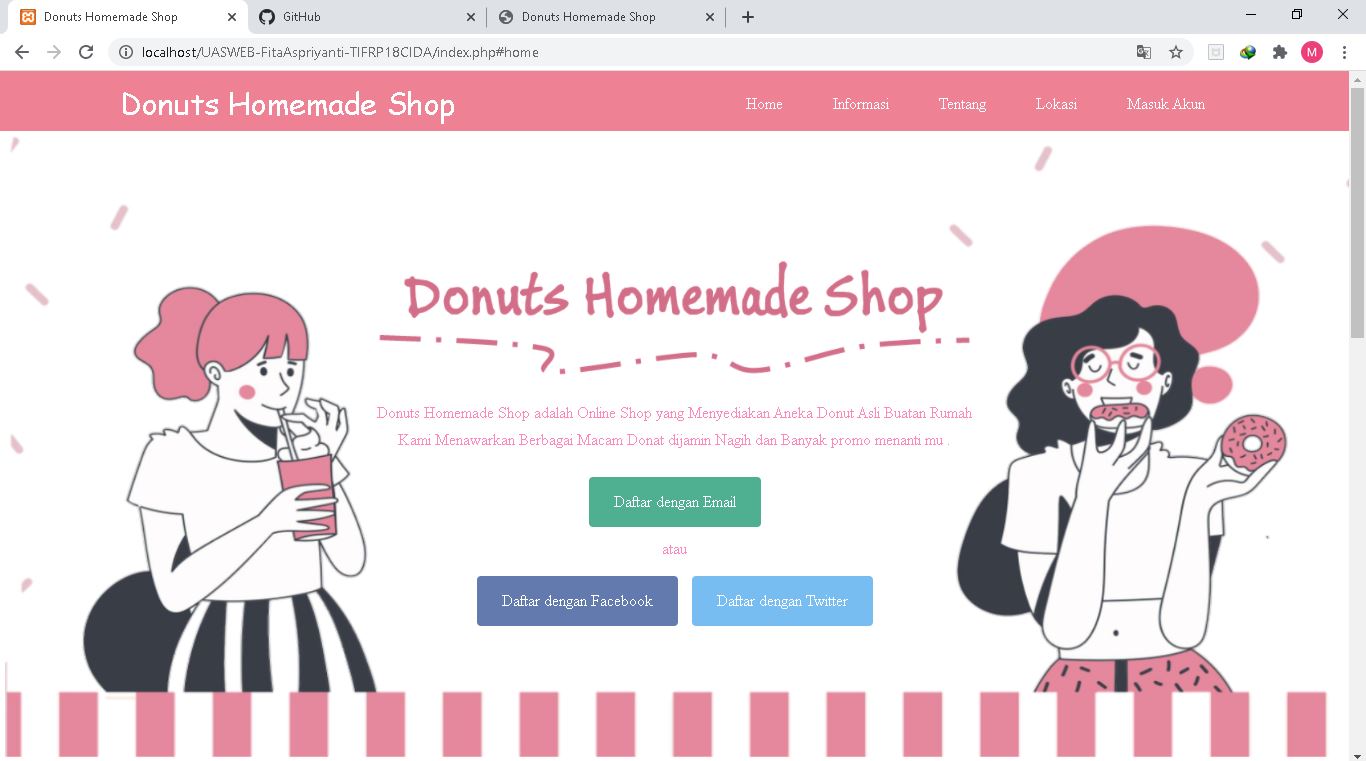 Donuts Homemade Shop
GitHub
Donuts Homemade Shop
localhost/UASWEB-FitaAspriyanti-TIFRP18CIDA/index.php#home
M
Donuts Homemade Shop
Home
Informasi
Tentang
Lokasi
Masuk Akun
Donuts Homemade Shop
Donuts Homemade Shop adalah Online Shop yang Menyediakan Aneka Donut Asli Buatan Rumah
Kami Menawarkan Berbagai Macam Donat dijamin Nagih dan Banyak promo menanti mu .
Daftar dengan Email
atau
Daftar dengan Facebook
Daftar dengan Twitter